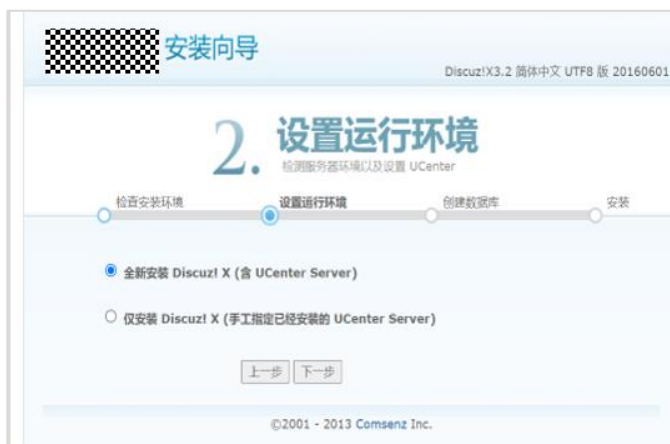 安装向导
Discuz!X3.2 简体中文 UTF8 版 20160601
2. 设置运行环境
检测服务器环境以及设置 UCenter
检查安装环境 设置运行环境 创建数据库 安装
全新安装 Discuz! X (含 UCenter Server)
仅安装 Discuz! X (手工指定已经安装的 UCenter Server)
上一步 下一步
©2001 - 2013 Comsenz Inc.